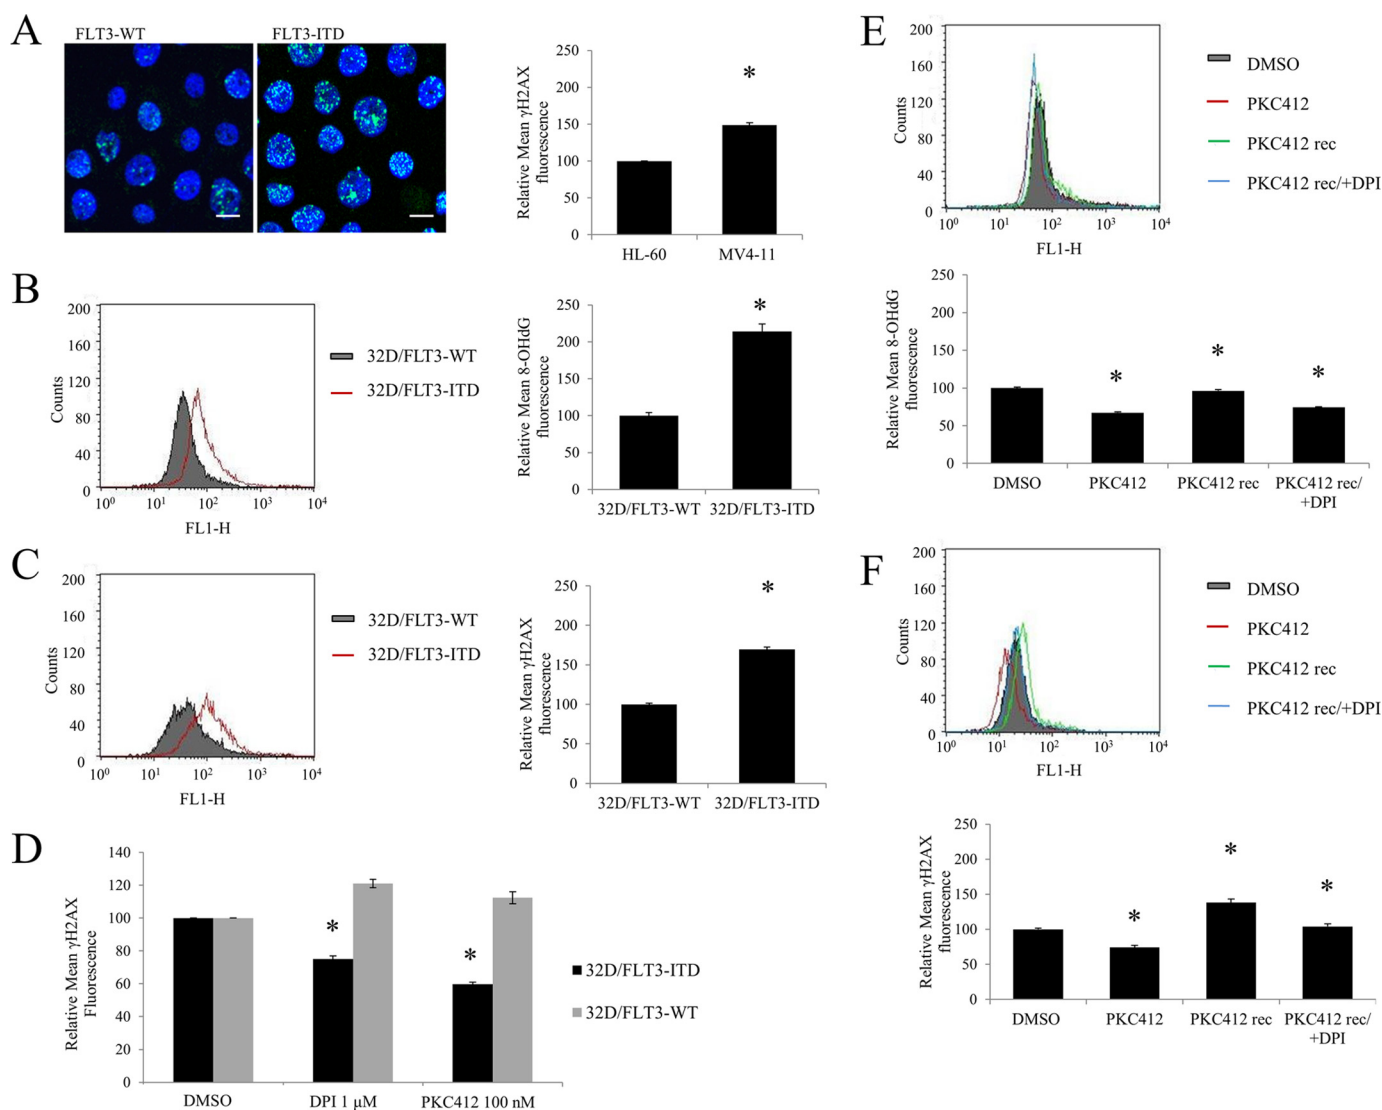 A
FLT3-WT
FLT3-ITD
Relative Mean γH2AX
fluorescence
250
200
150
100
50
0
HL-60
MV4-11
*
B
200
160
120
80
40
0
Counts
10⁰
10¹
10²
10³
10⁴
FL1-H
32D/FLT3-WT
32D/FLT3-ITD
Relative Mean 8-OHdG
fluorescence
250
200
150
100
50
0
*
32D/FLT3-WT
32D/FLT3-ITD
C
200
160
120
80
40
0
Counts
10⁰
10¹
10²
10³
10⁴
FL1-H
32D/FLT3-WT
32D/FLT3-ITD
Relative Mean γH2AX
fluorescence
250
200
150
100
50
0
*
32D/FLT3-WT
32D/FLT3-ITD
D
Relative Mean γH2AX
Fluorescence
140
120
100
80
60
40
20
0
*
*
DMSO
DPI 1 µM
PKC412 100 nM
32D/FLT3-ITD
32D/FLT3-WT
E
200
160
120
80
40
0
Counts
10⁰
10¹
10²
10³
10⁴
FL1-H
DMSO
PKC412
PKC412 rec
PKC412 rec/+DPI
Relative Mean 8-OHdG
fluorescence
250
200
150
100
50
0
*
*
*
DMSO
PKC412
PKC412 rec
PKC412 rec/
+DPI
F
200
160
120
80
40
0
Counts
10⁰
10¹
10²
10³
10⁴
FL1-H
DMSO
PKC412
PKC412 rec
PKC412 rec/+DPI
Relative Mean γH2AX
fluorescence
250
200
150
100
50
0
*
*
*
DMSO
PKC412
PKC412 rec
PKC412 rec/
+DPI